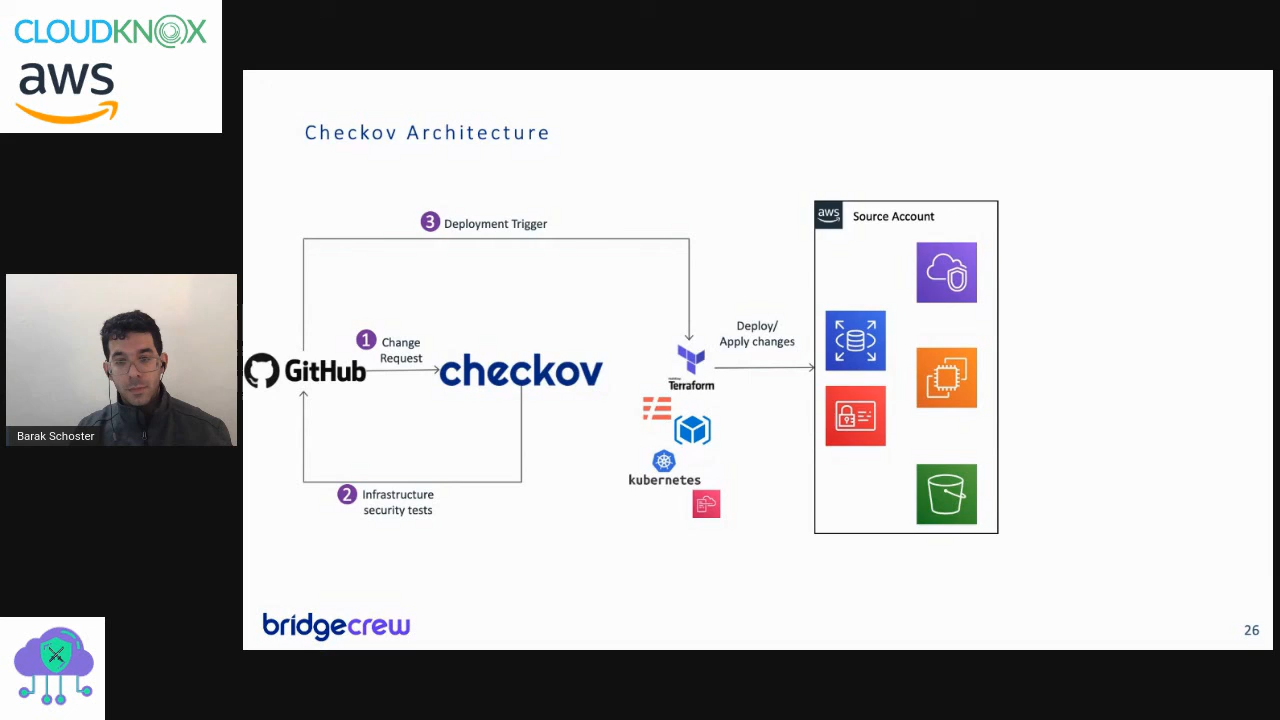 CLOUDKNOX
aws
Checkov Architecture
3 Deployment Trigger
aws Source Account
1 Change
Request
Deploy/
Apply changes
GitHub
checkov
Terraform
kubernetes
2 Infrastructure
security tests
Barak Schoster
bridgecrew
26